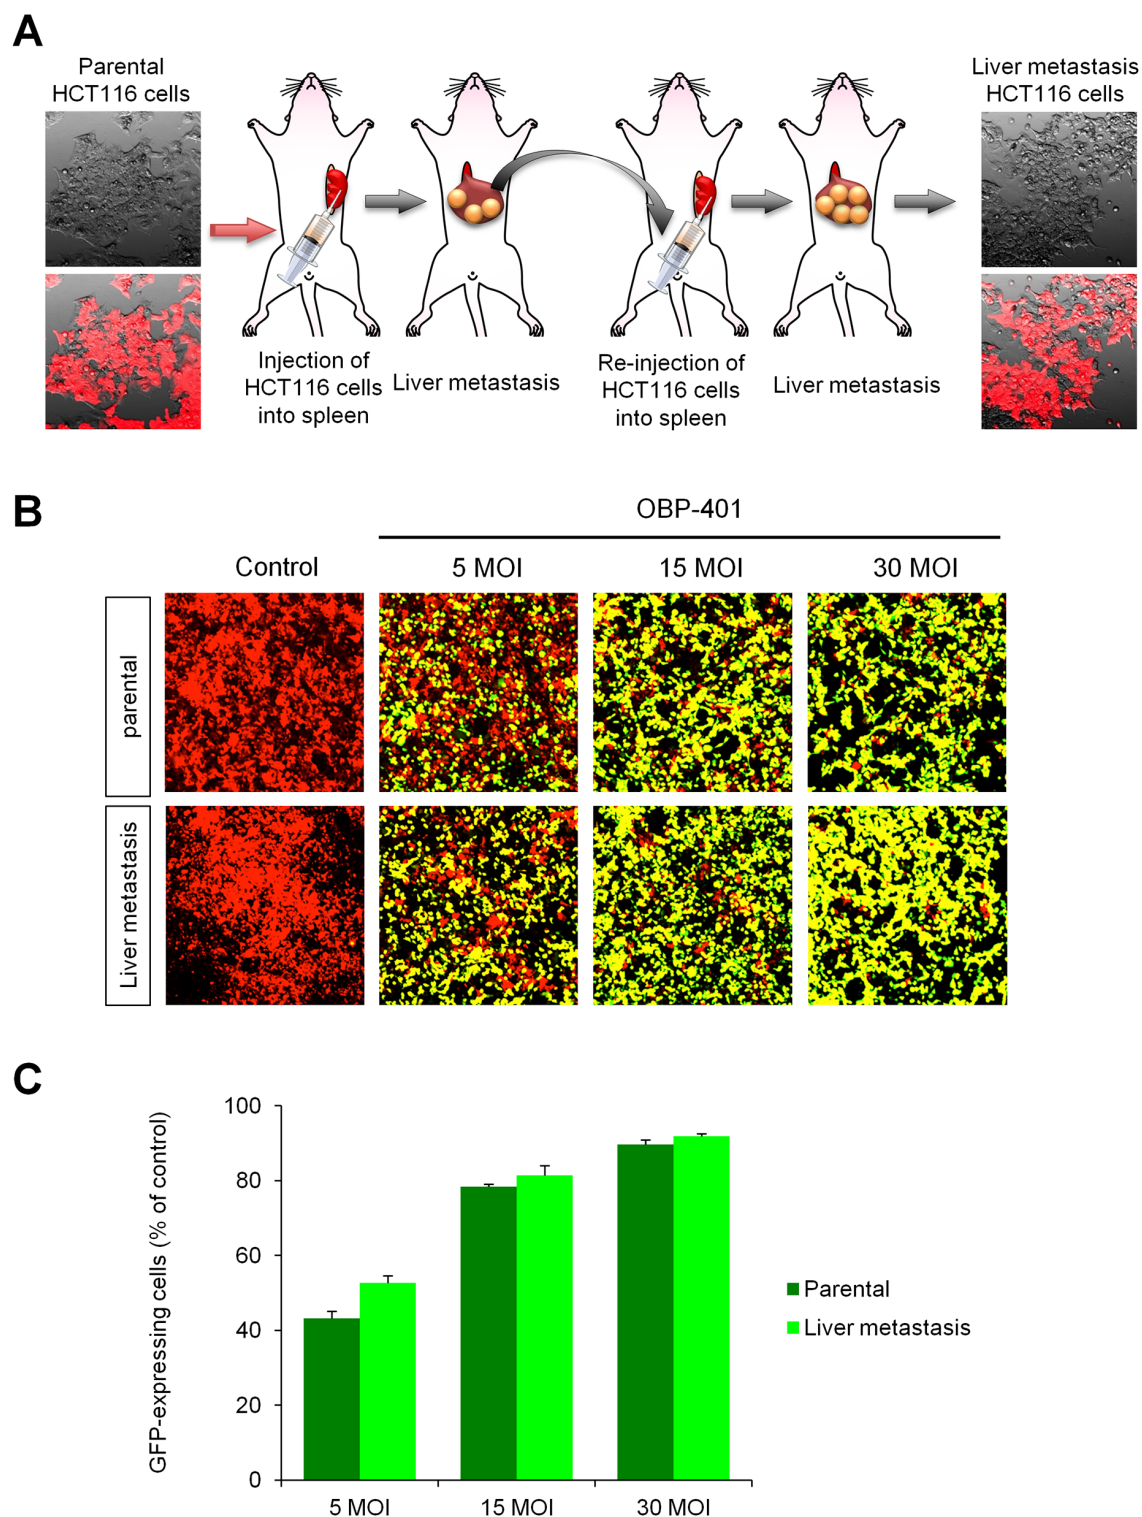 A
Parental
HCT116 cells
Liver metastasis
HCT116 cells
Injection of
HCT116 cells
into spleen
Liver metastasis
Re-injection of
HCT116 cells
into spleen
Liver metastasis
B
OBP-401
Control
5 MOI
15 MOI
30 MOI
parental
Liver metastasis
C
GFP-expressing cells (% of control)
100
80
60
40
20
0
5 MOI
15 MOI
30 MOI
Parental
Liver metastasis